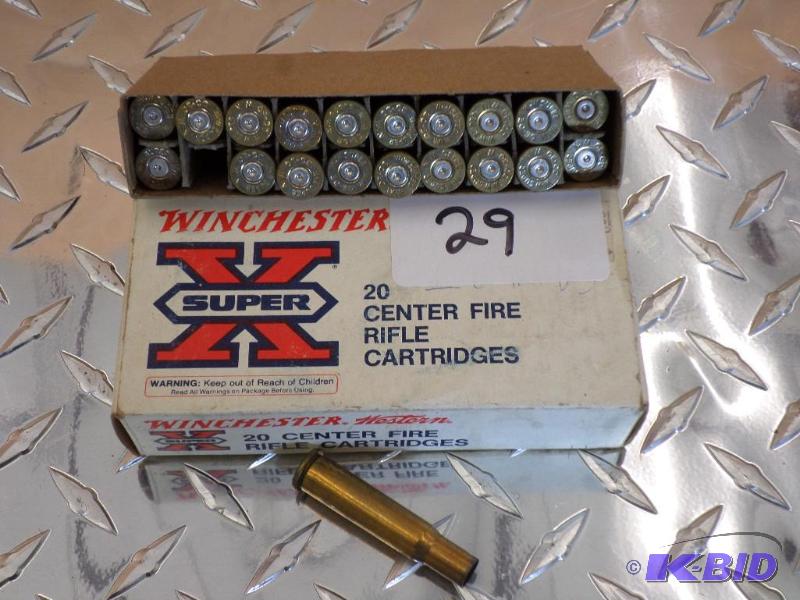 WINCHESTER
29
SUPER
X
20
CENTER FIRE
RIFLE
CARTRIDGES
WARNING: Keep out of Reach of Children
Read All Warnings on Package Before Using.
WINCHESTER Western
SUPER X
20 CENTER FIRE
RIFLE CARTRIDGES
© K-BID